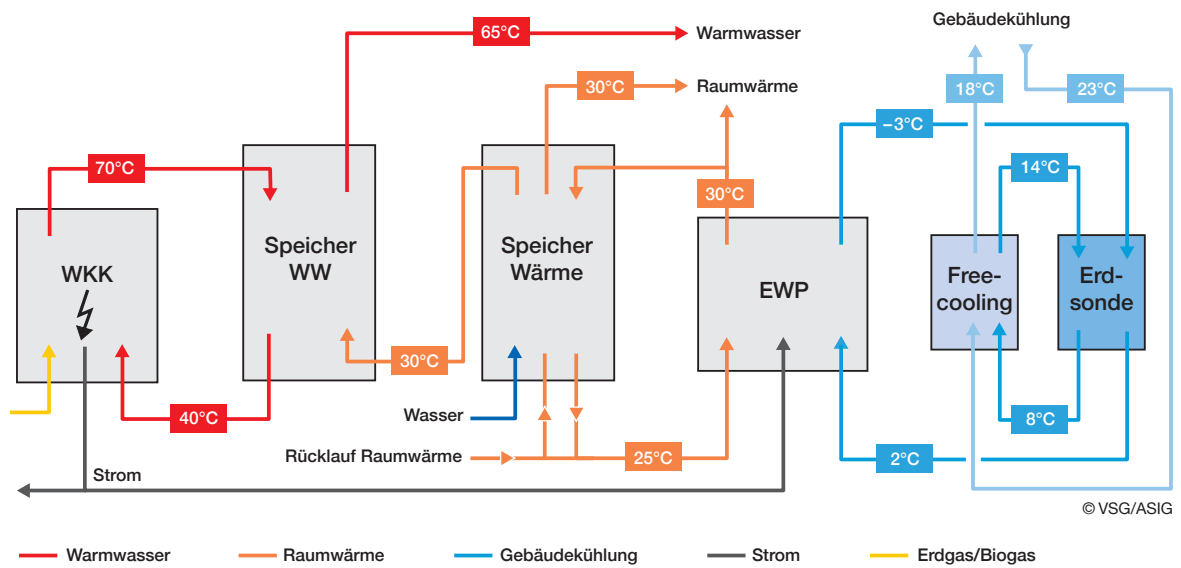 Gebäudekühlung
65°C
Warmwasser
30°C
Raumwärme
18°C
23°C
–3°C
70°C
14°C
30°C
Speicher
WW
Speicher
Wärme
WKK
EWP
Free-
cooling
Erd-
sonde
30°C
40°C
Wasser
8°C
Rücklauf Raumwärme
25°C
2°C
Strom
© VSG/ASIG
Warmwasser
Raumwärme
Gebäudekühlung
Strom
Erdgas/Biogas